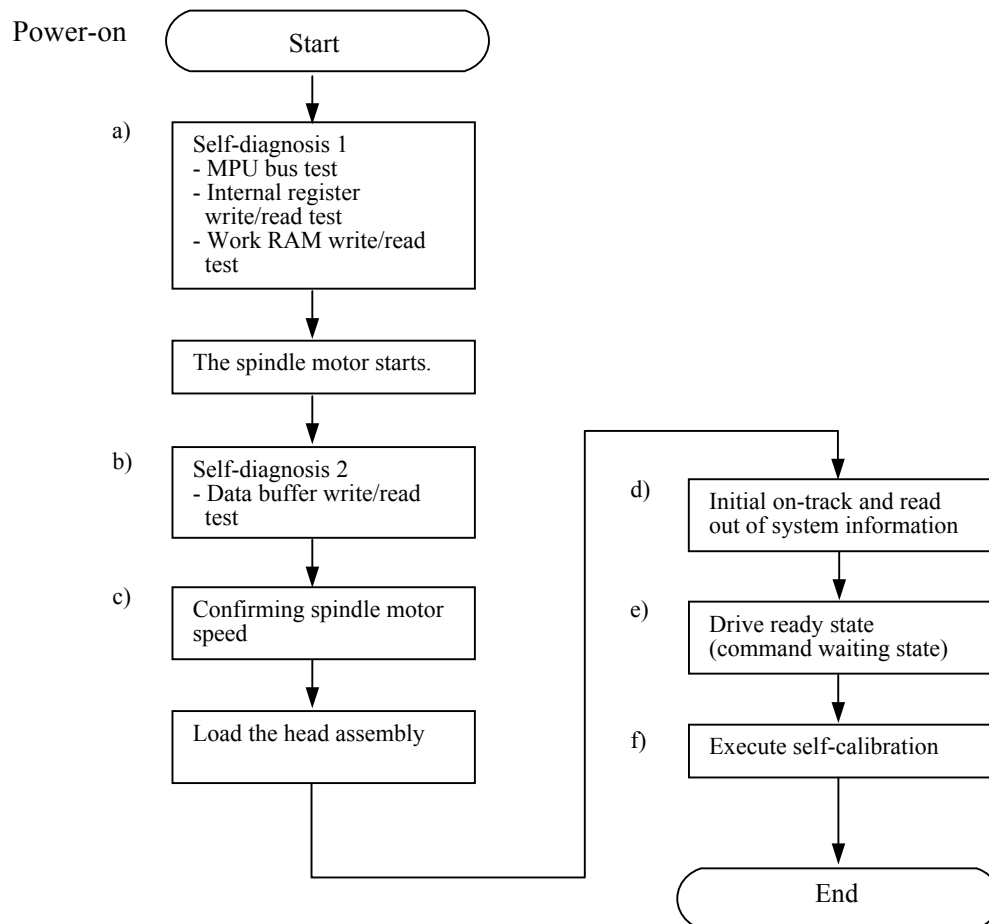 Power-on
Start
a)
Self-diagnosis 1
- MPU bus test
- Internal register
write/read test
- Work RAM write/read
test
The spindle motor starts.
b)
Self-diagnosis 2
- Data buffer write/read
test
c)
Confirming spindle motor
speed
Load the head assembly
d)
Initial on-track and read
out of system information
e)
Drive ready state
(command waiting state)
f)
Execute self-calibration
End